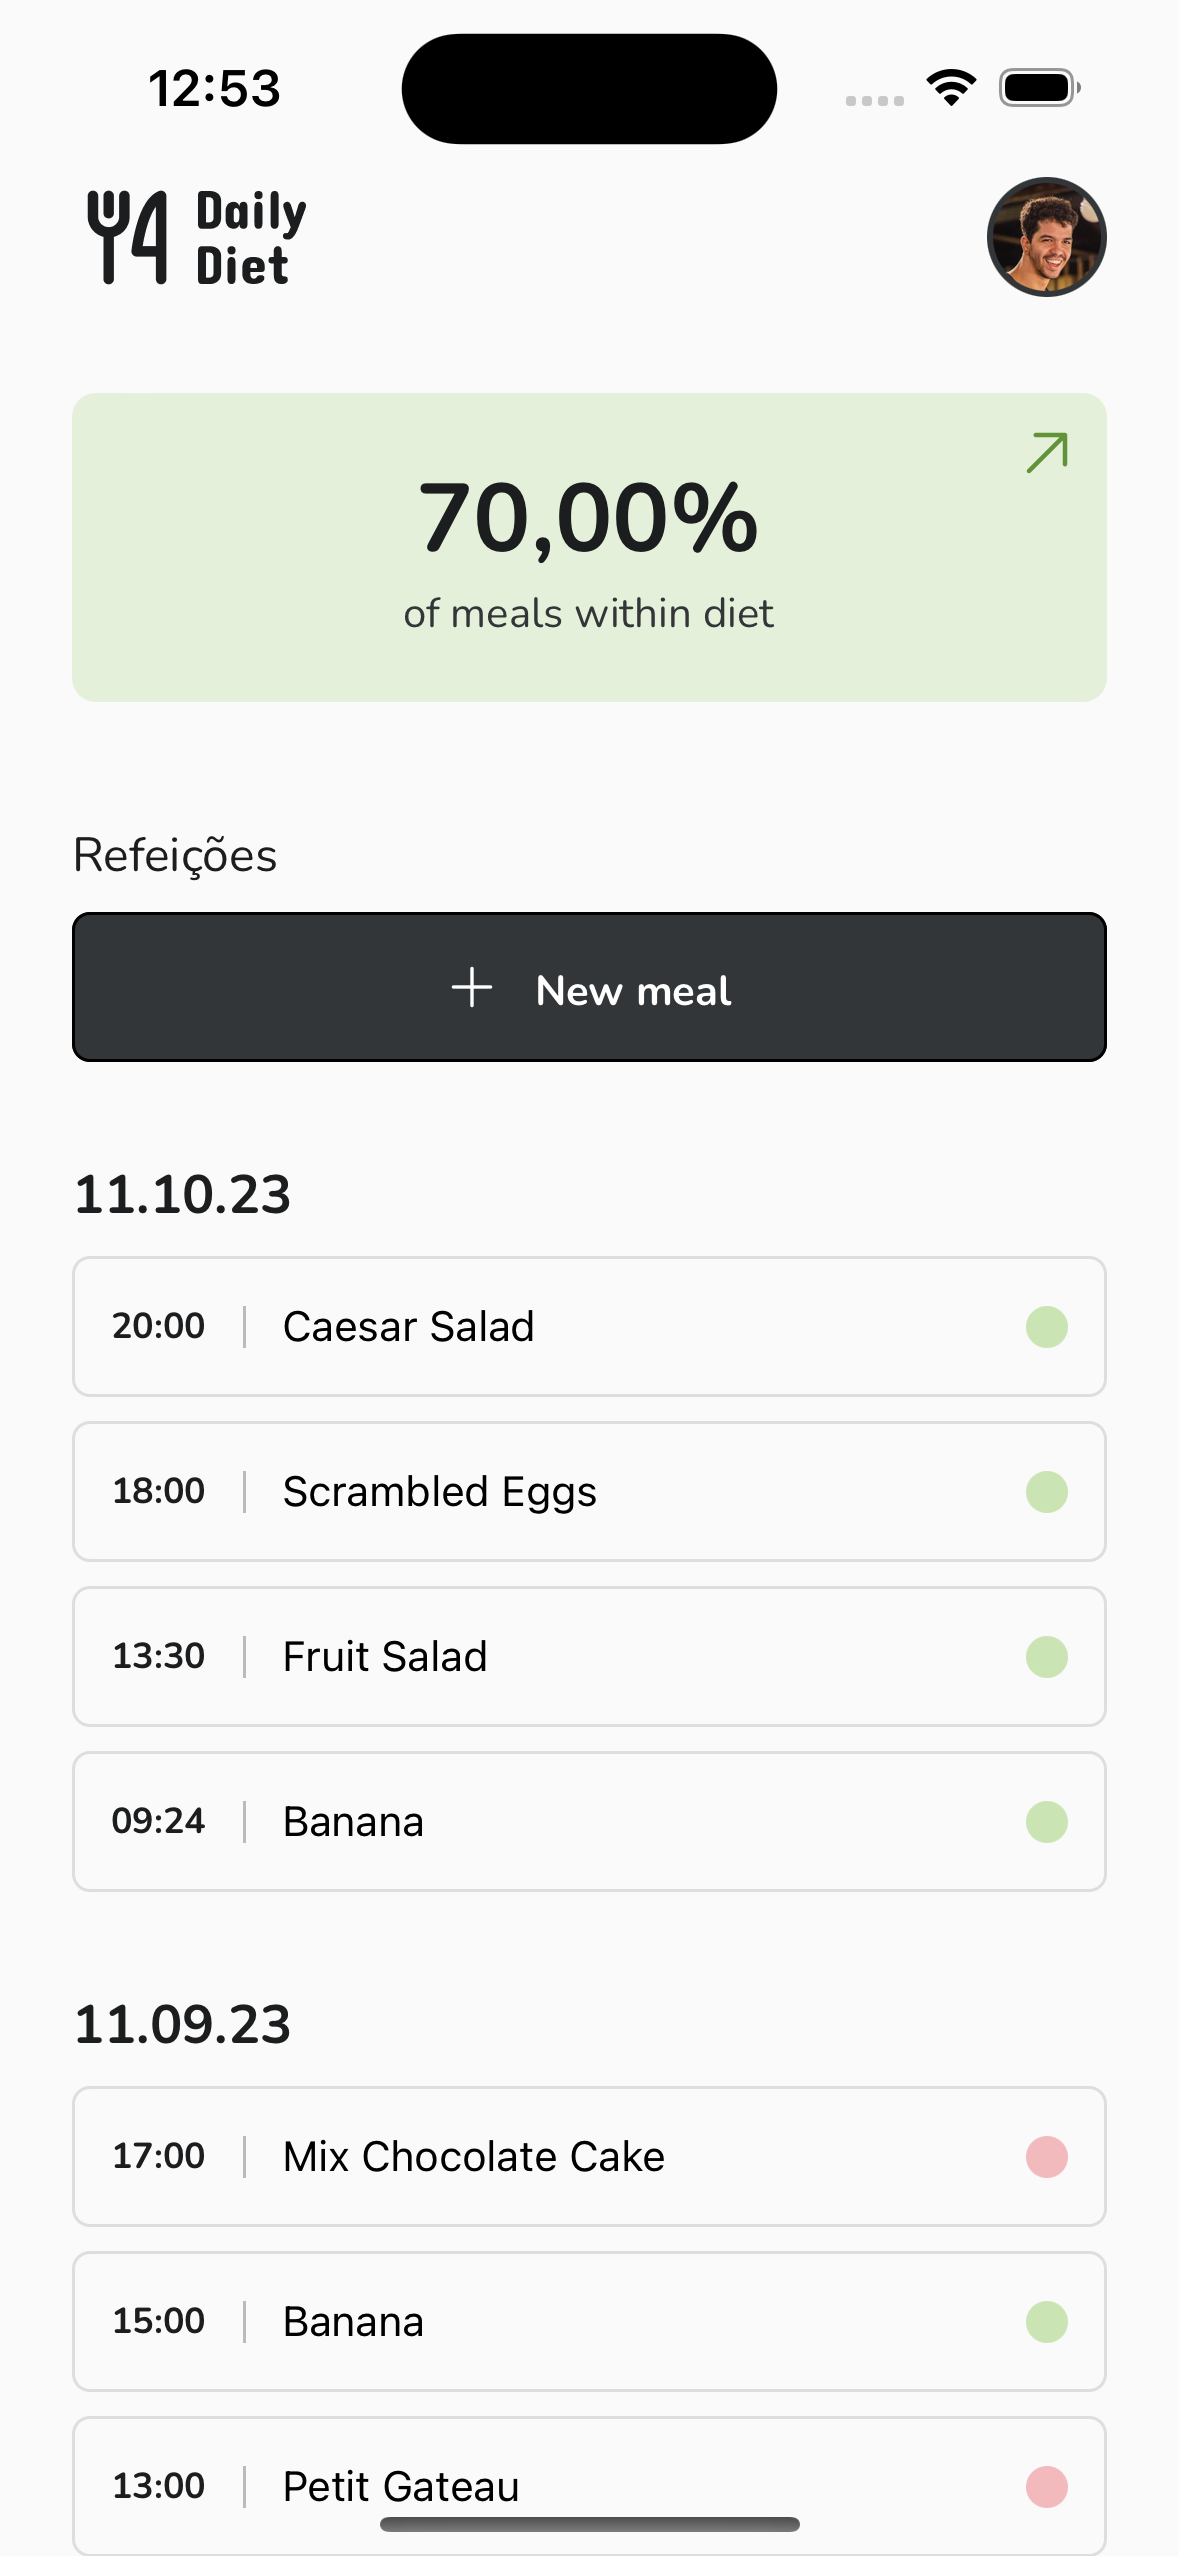 12:53
Daily
Diet
70,00%
of meals within diet
Refeições
New meal
11.10.23
20:00 Caesar Salad
18:00 Scrambled Eggs
13:30 Fruit Salad
09:24 Banana
11.09.23
17:00 Mix Chocolate Cake
15:00 Banana
13:00 Petit Gateau